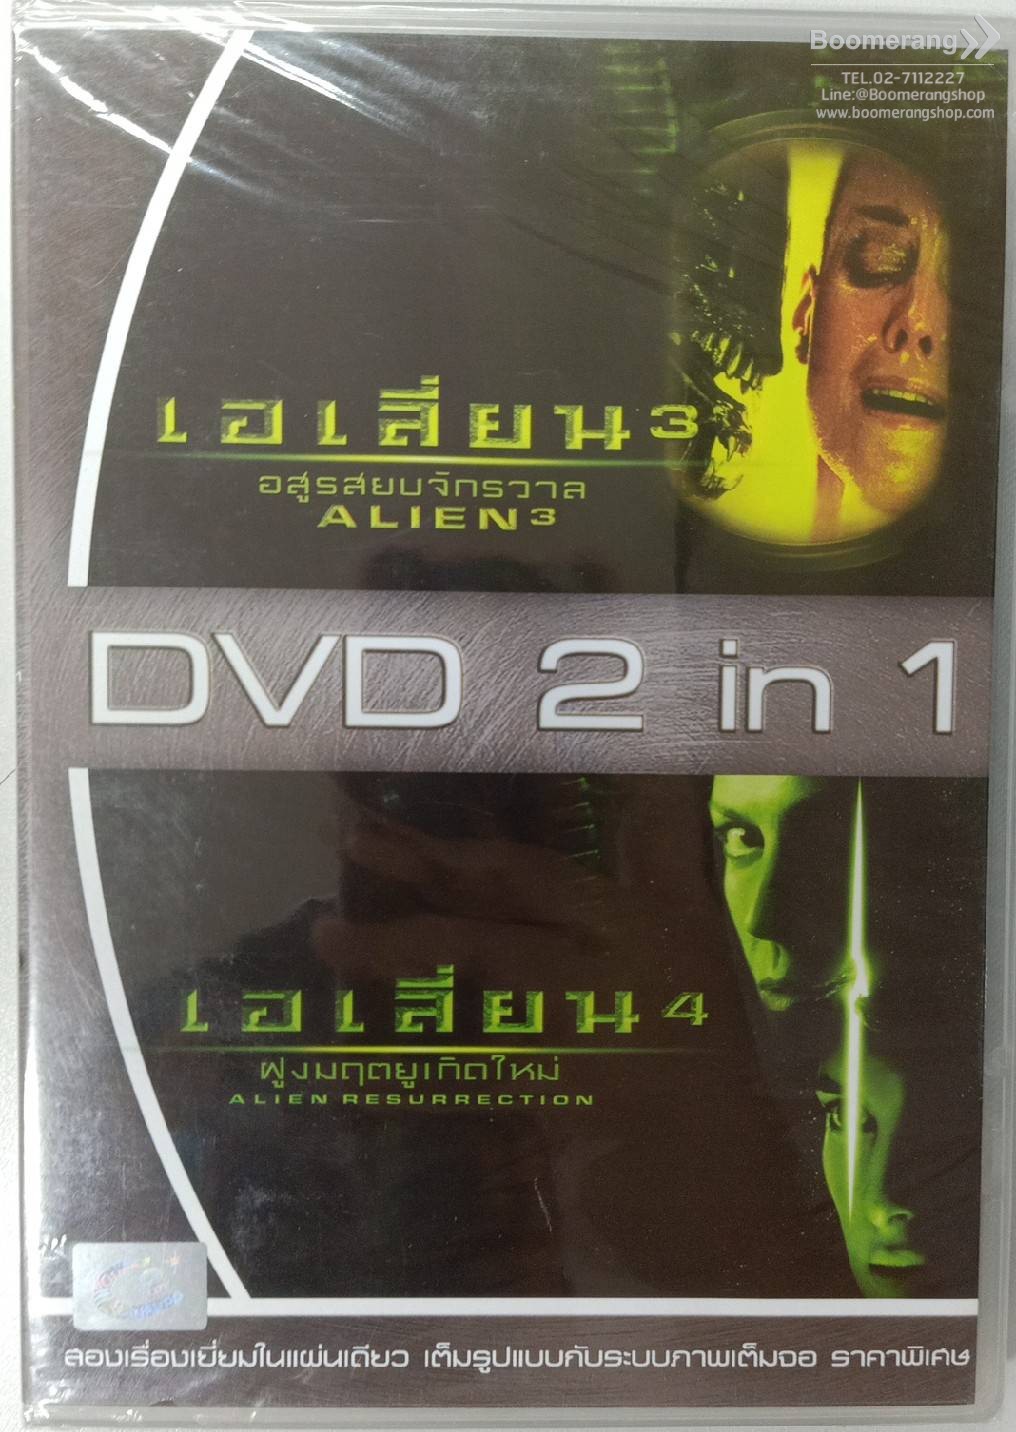 Boomerang
TEL.02-7112227
Line:@Boomerangshop
www.boomerangshop.com
เอเลี่ยน 3
อสูรสยบจักรวาล
ALIEN 3
DVD 2 in 1
เอเลี่ยน 4
ฝูงมฤตยูเกิดใหม่
ALIEN RESURRECTION
สองเรื่องเยี่ยมในแผ่นเดียว เต็มรูปแบบกับระบบภาพเต็มจอ ราคาพิเศษ